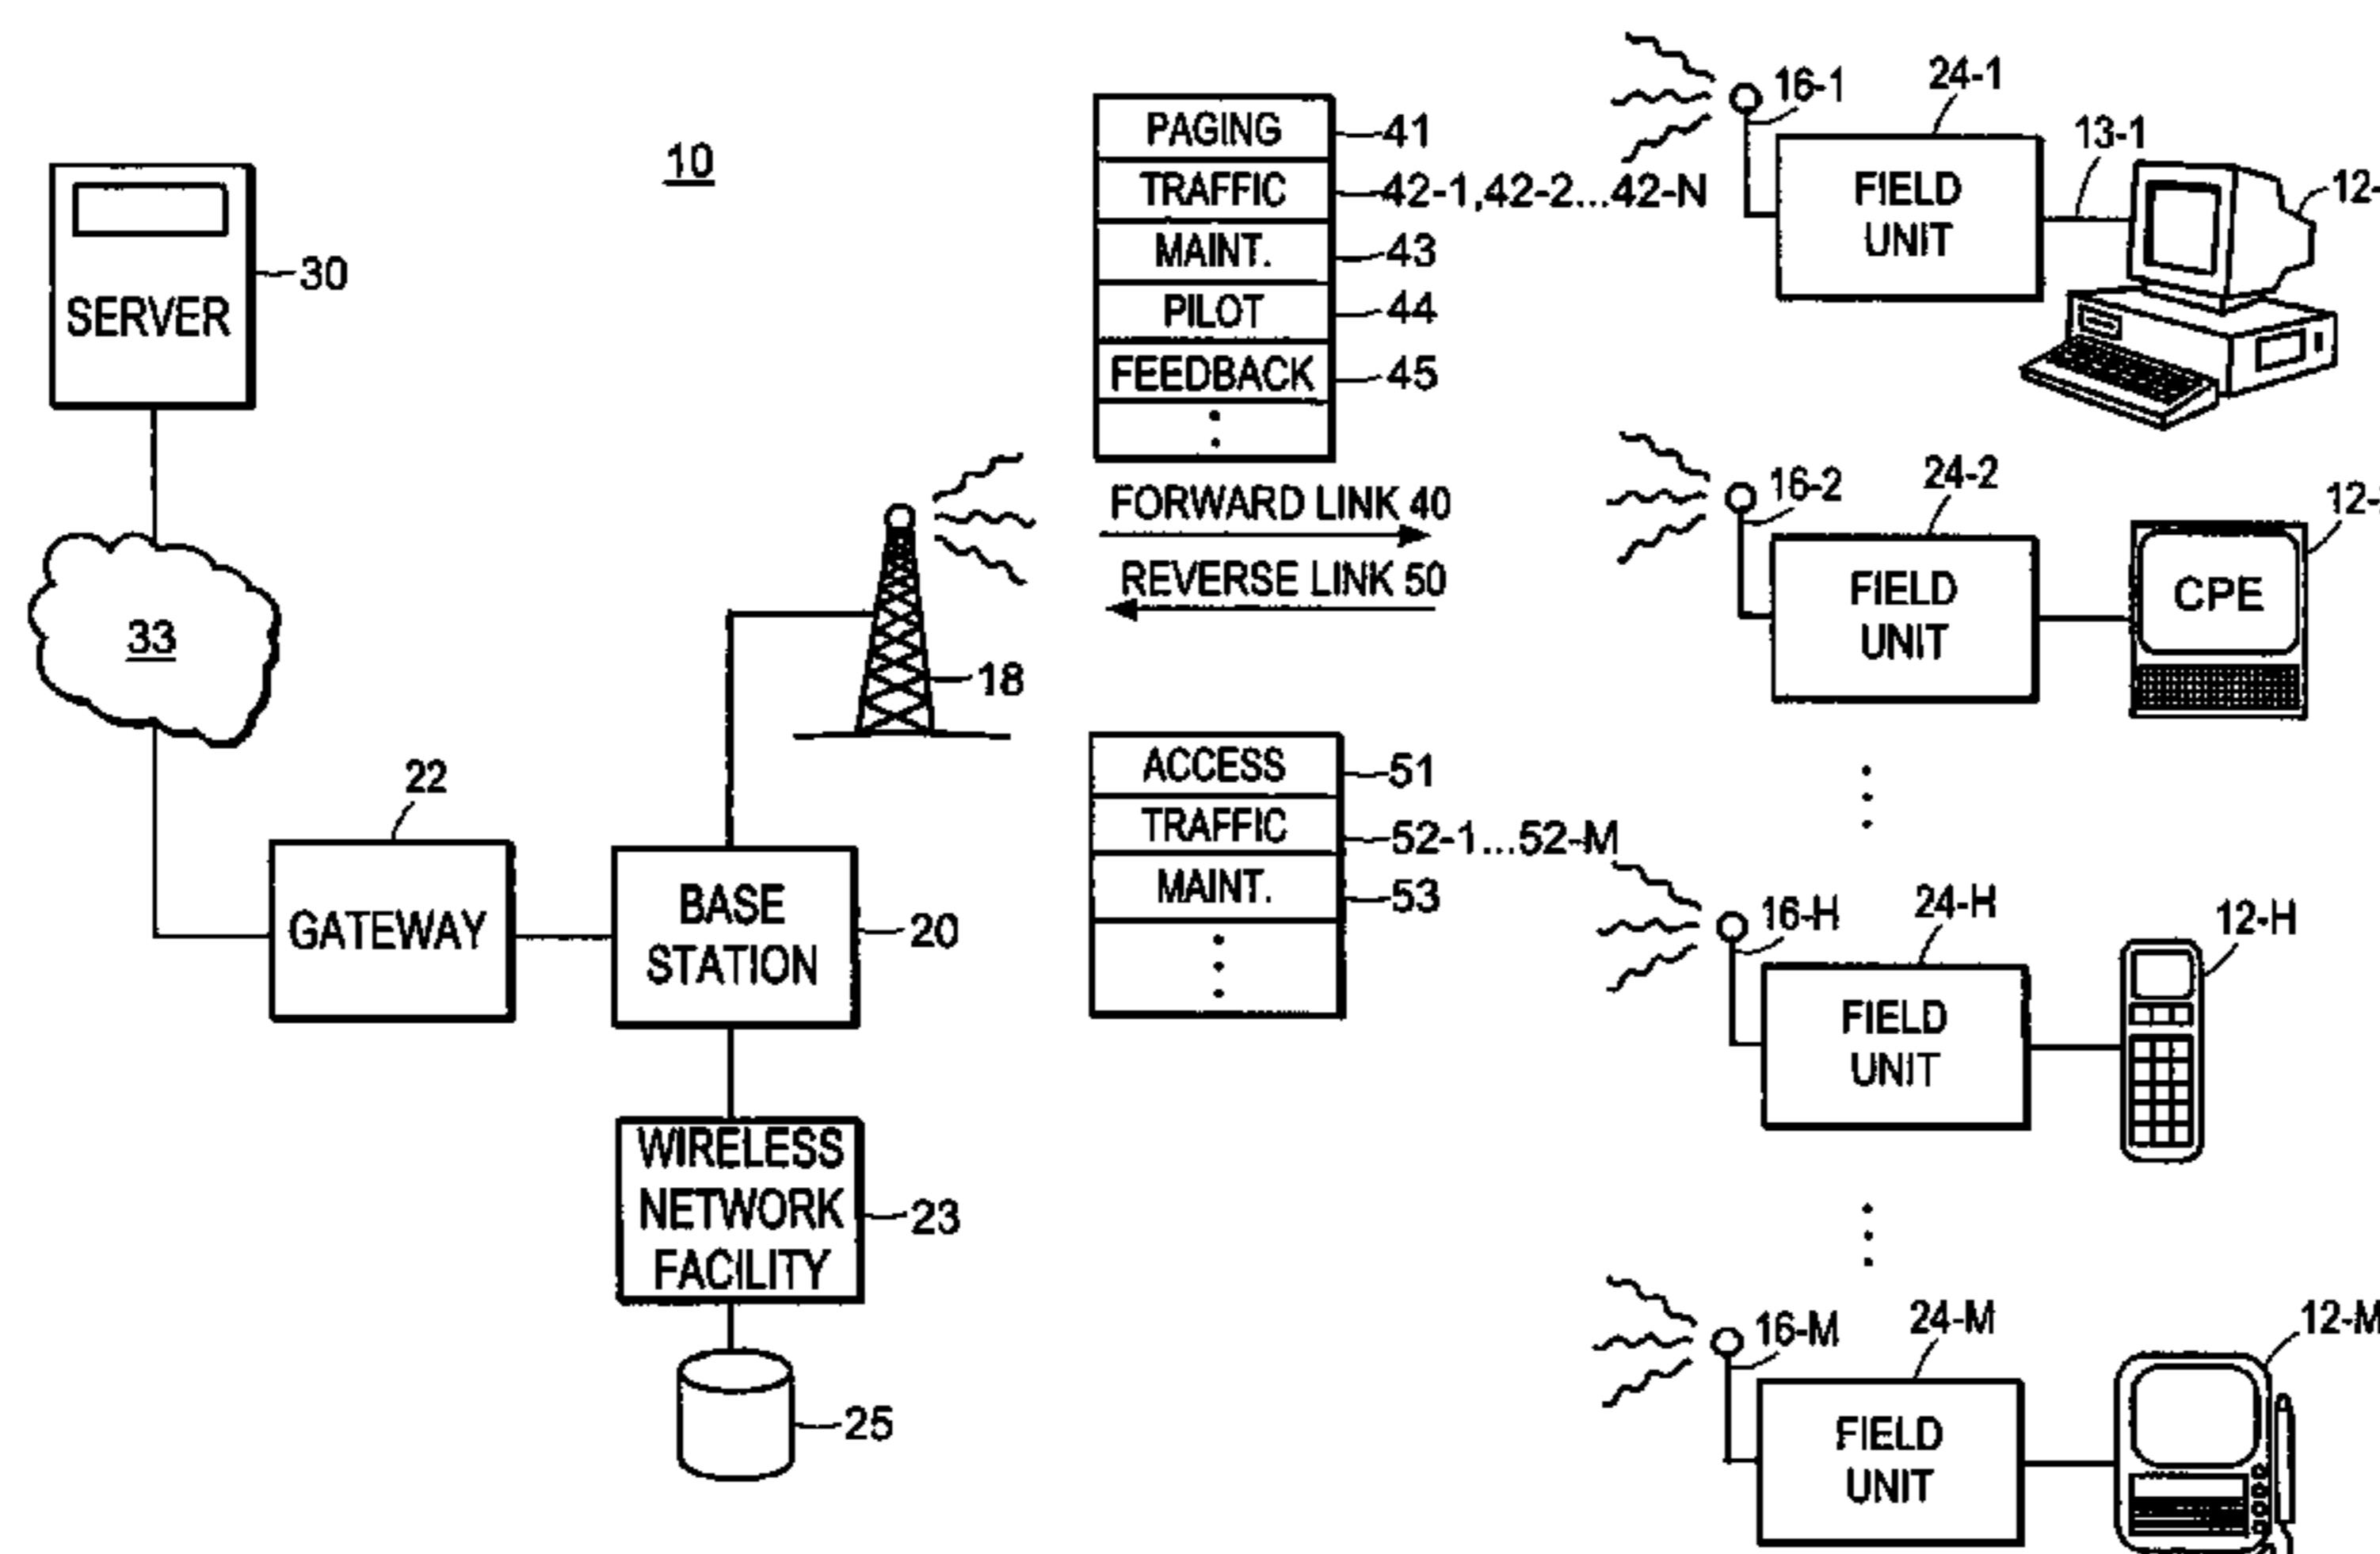 10
SERVER
30
33
22
GATEWAY
BASE
STATION
20
18
WIRELESS
NETWORK
FACILITY
23
25
PAGING
41
TRAFFIC
42-1,42-2...42-N
MAINT.
43
PILOT
44
FEEDBACK
45
FORWARD LINK 40
REVERSE LINK 50
ACCESS
51
TRAFFIC
52-1...52-M
MAINT.
53
16-1
24-1
13-1
12-
FIELD
UNIT
16-2
24-2
12-
FIELD
UNIT
CPE
16-H
24-H
12-H
FIELD
UNIT
16-M
24-M
12-M
FIELD
UNIT